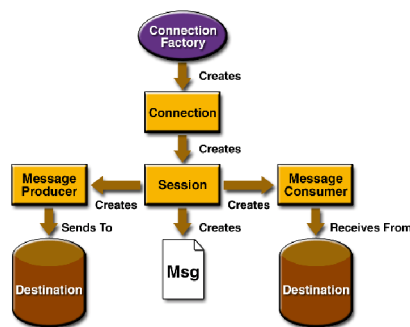 Connection
Factory
Creates
Connection
Creates
Message
Producer
Creates
Session
Creates
Message
Consumer
Sends To
Creates
Receives From
Destination
Msg
Destination